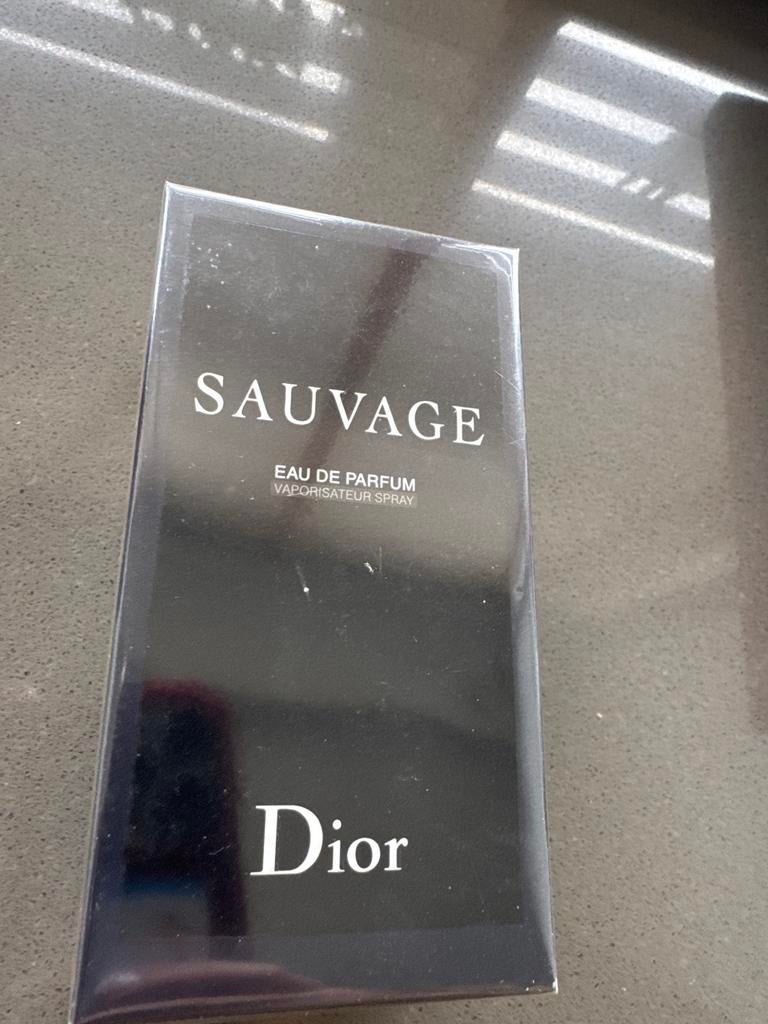 SAUVAGE
EAU DE PARFUM
VAPORISATEUR SPRAY
Dior